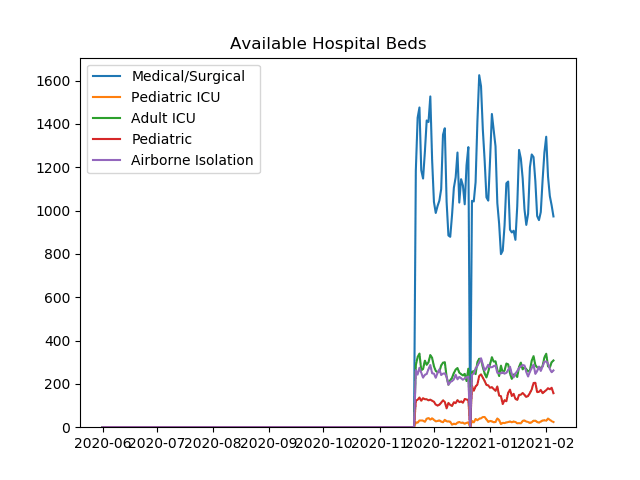 Available Hospital Beds
Medical/Surgical
Pediatric ICU
Adult ICU
Pediatric
Airborne Isolation
1600
1400
1200
1000
800
600
400
200
0
2020-06 2020-07 2020-08 2020-09 2020-10 2020-11 2020-12 2021-01 2021-02